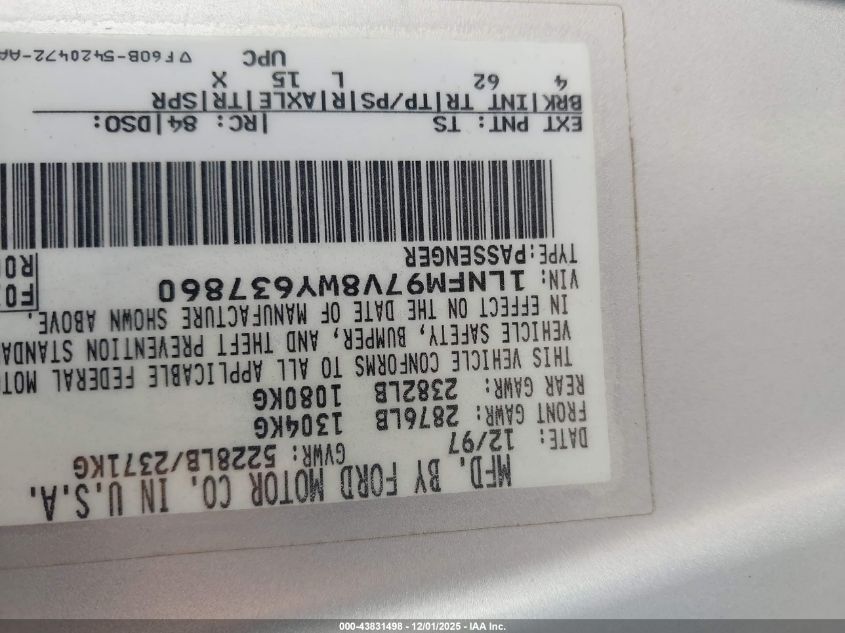 MFD. BY FORD MOTOR CO. IN U.S.A.
DATE: 12/97 GVWR: 5228LB/2371KG
FRONT GAWR: 2876LB 1304KG
REAR GAWR: 2382LB 1080KG
THIS VEHICLE CONFORMS TO ALL APPLICABLE FEDERAL MOT
VEHICLE SAFETY, BUMPER, AND THEFT PREVENTION STANDA
IN EFFECT ON THE DATE OF MANUFACTURE SHOWN ABOVE.
VIN: 1LNFM97V8WY637860
TYPE: PASSENGER
EXT PNT: TS |RC: 84|DSO:
BRK|INT TR|TP/PS|R|AXLE|TR|SPR
4 62 L 15 X
UPC
▽F60B-5420472-AA
000-43831498 • 12/01/2025 • IAA Inc.